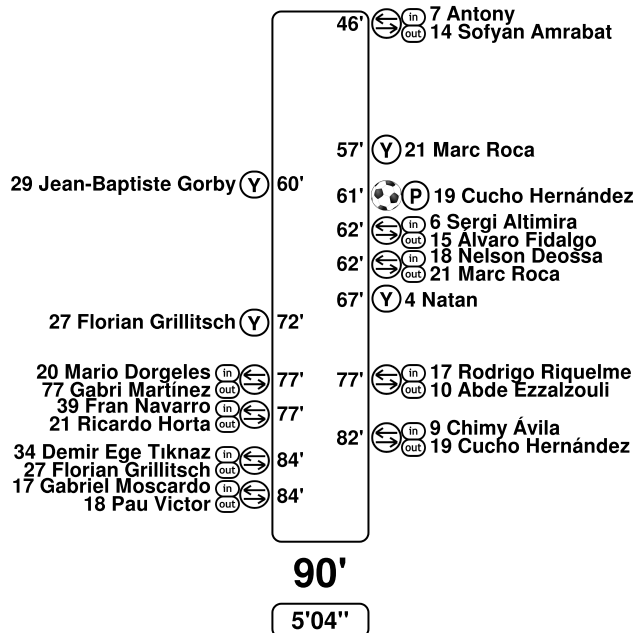 46' in 7 Antony
out 14 Sofyan Amrabat
57' Y 21 Marc Roca
29 Jean-Baptiste Gorby Y 60'
61' P 19 Cucho Hernández
62' in 6 Sergi Altimira
out 15 Álvaro Fidalgo
62' in 18 Nelson Deossa
out 21 Marc Roca
67' Y 4 Natan
27 Florian Grillitsch Y 72'
20 Mario Dorgeles in 77'
77 Gabri Martínez out
77' in 17 Rodrigo Riquelme
out 10 Abde Ezzalzouli
39 Fran Navarro in 77'
21 Ricardo Horta out
82' in 9 Chimy Ávila
out 19 Cucho Hernández
34 Demir Ege Tıknaz in 84'
27 Florian Grillitsch out
17 Gabriel Moscardo in 84'
18 Pau Victor out
90'
5'04''